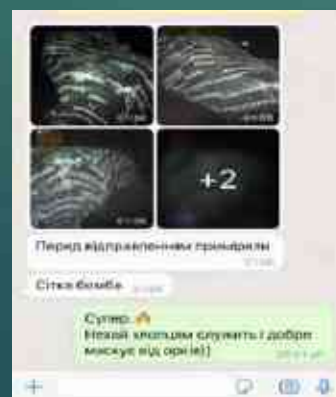 +2
Перед відправленням приміряли
Сітка бомба
Супер 🔥
Нехай хлопцям служить і добре
маскує від орків))